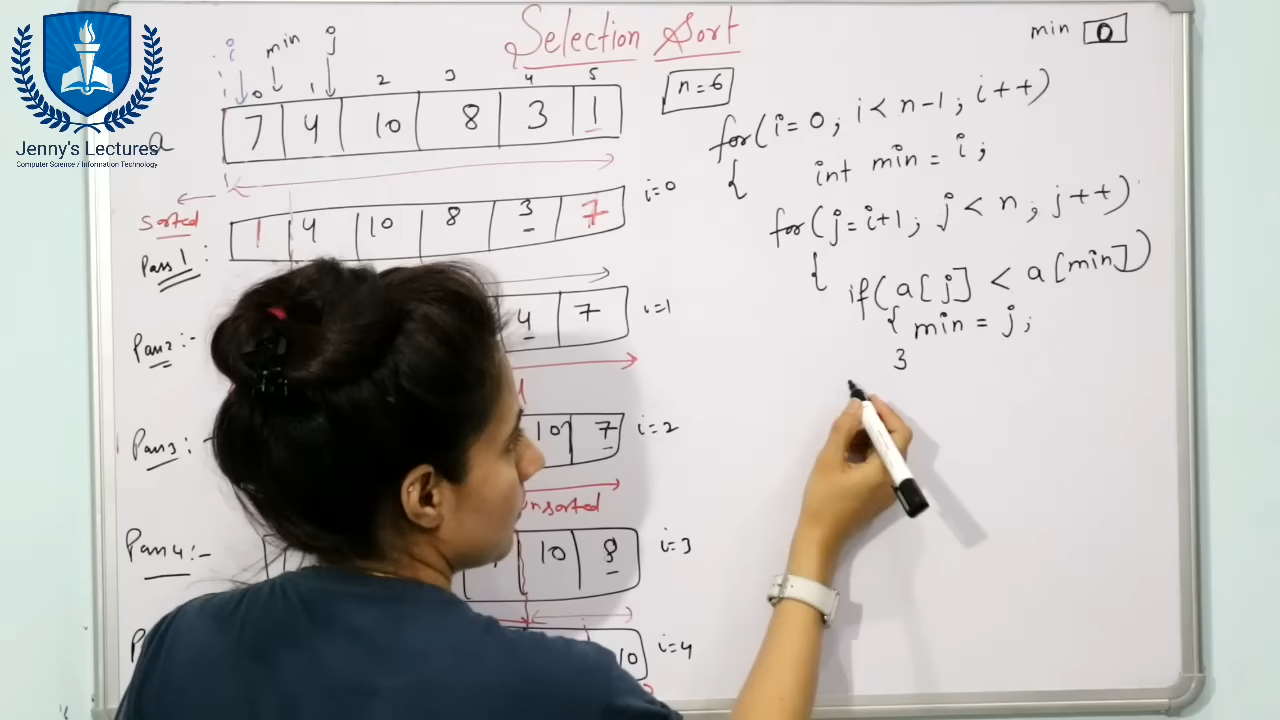 Jenny's Lectures
Computer Science / Information Technology
Selection Sort
min 0
i min j
0 1 2 3 4 5
a 7 4 10 8 3 1
n=6
Sorted
Pass 1: 1 4 10 8 3 7 i=0
Pass 2:- 4 7 i=1
Pass 3: 10 7 i=2
unsorted
Pass 4:- 10 8 i=3
10 i=4
for(i=0; i<n-1; i++)
{ int min = i;
for(j=i+1; j<n; j++)
{ if(a[j] < a[min])
{ min = j;
}